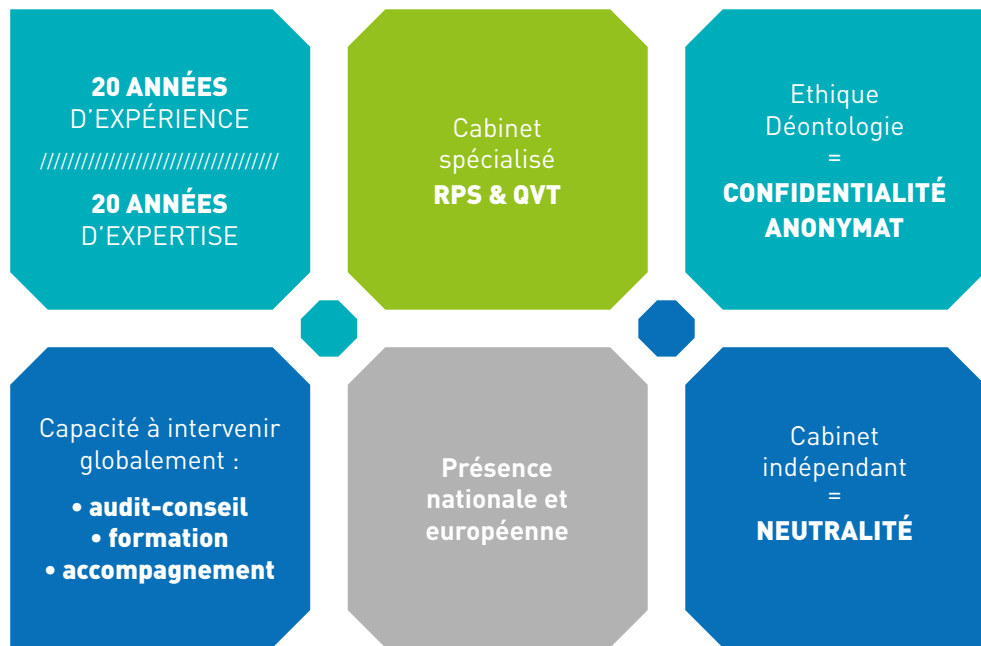 20 ANNÉES
D'EXPÉRIENCE
///////////////////////////////////
20 ANNÉES
D'EXPERTISE
Cabinet
spécialisé
RPS & QVT
Ethique
Déontologie
=
CONFIDENTIALITÉ
ANONYMAT
Capacité à intervenir
globalement :
• audit-conseil
• formation
• accompagnement
Présence
nationale et
européenne
Cabinet
indépendant
=
NEUTRALITÉ